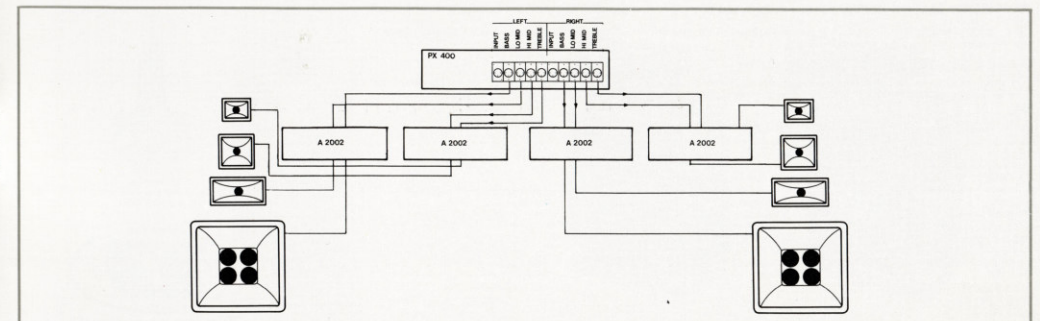 LEFT RIGHT
INPUT BASS LO MID HI MID TREBLE INPUT BASS LO MID HI MID TREBLE
PX 400
A 2002 A 2002 A 2002 A 2002